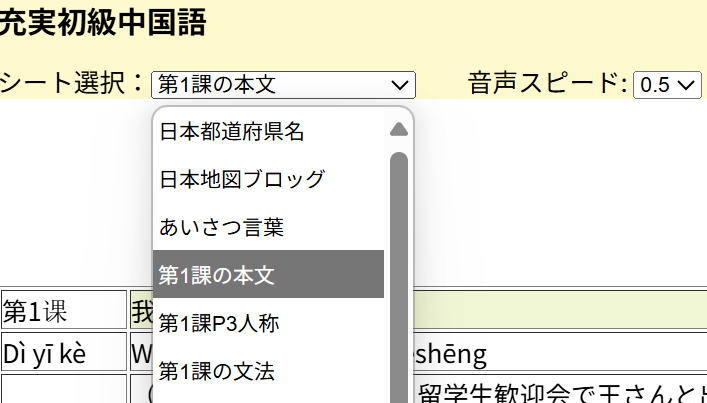 充実初級中国語
シート選択： 第1課の本文 音声スピード: 0.5
日本都道府県名
日本地図ブロッグ
あいさつ言葉
第1課の本文
第1課P3人称
第1課の文法
第1课 我
Dì yī kè W shēng
留学生歓迎会で王さんと